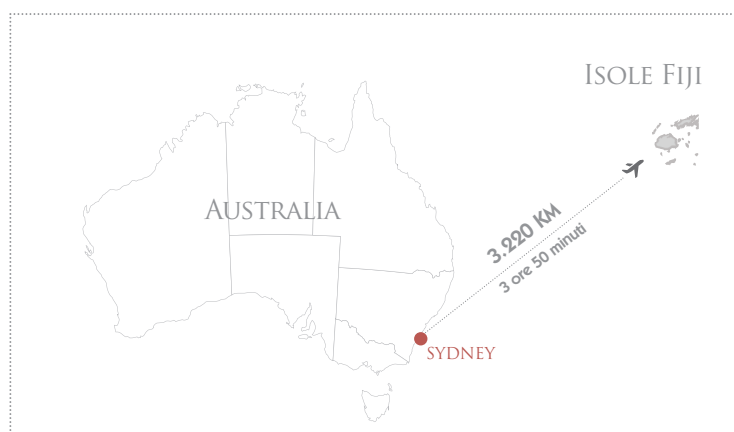 ISOLE FIJI
AUSTRALIA
3.220 KM
3 ore 50 minuti
SYDNEY